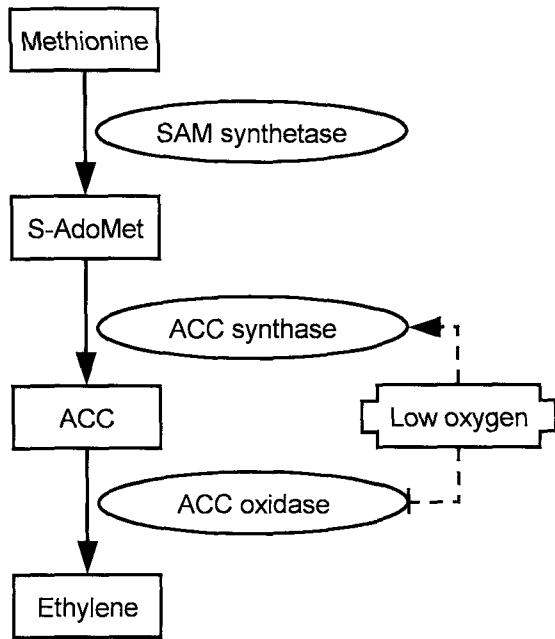 Methionine
SAM synthetase
S-AdoMet
ACC synthase
ACC
Low oxygen
ACC oxidase
Ethylene